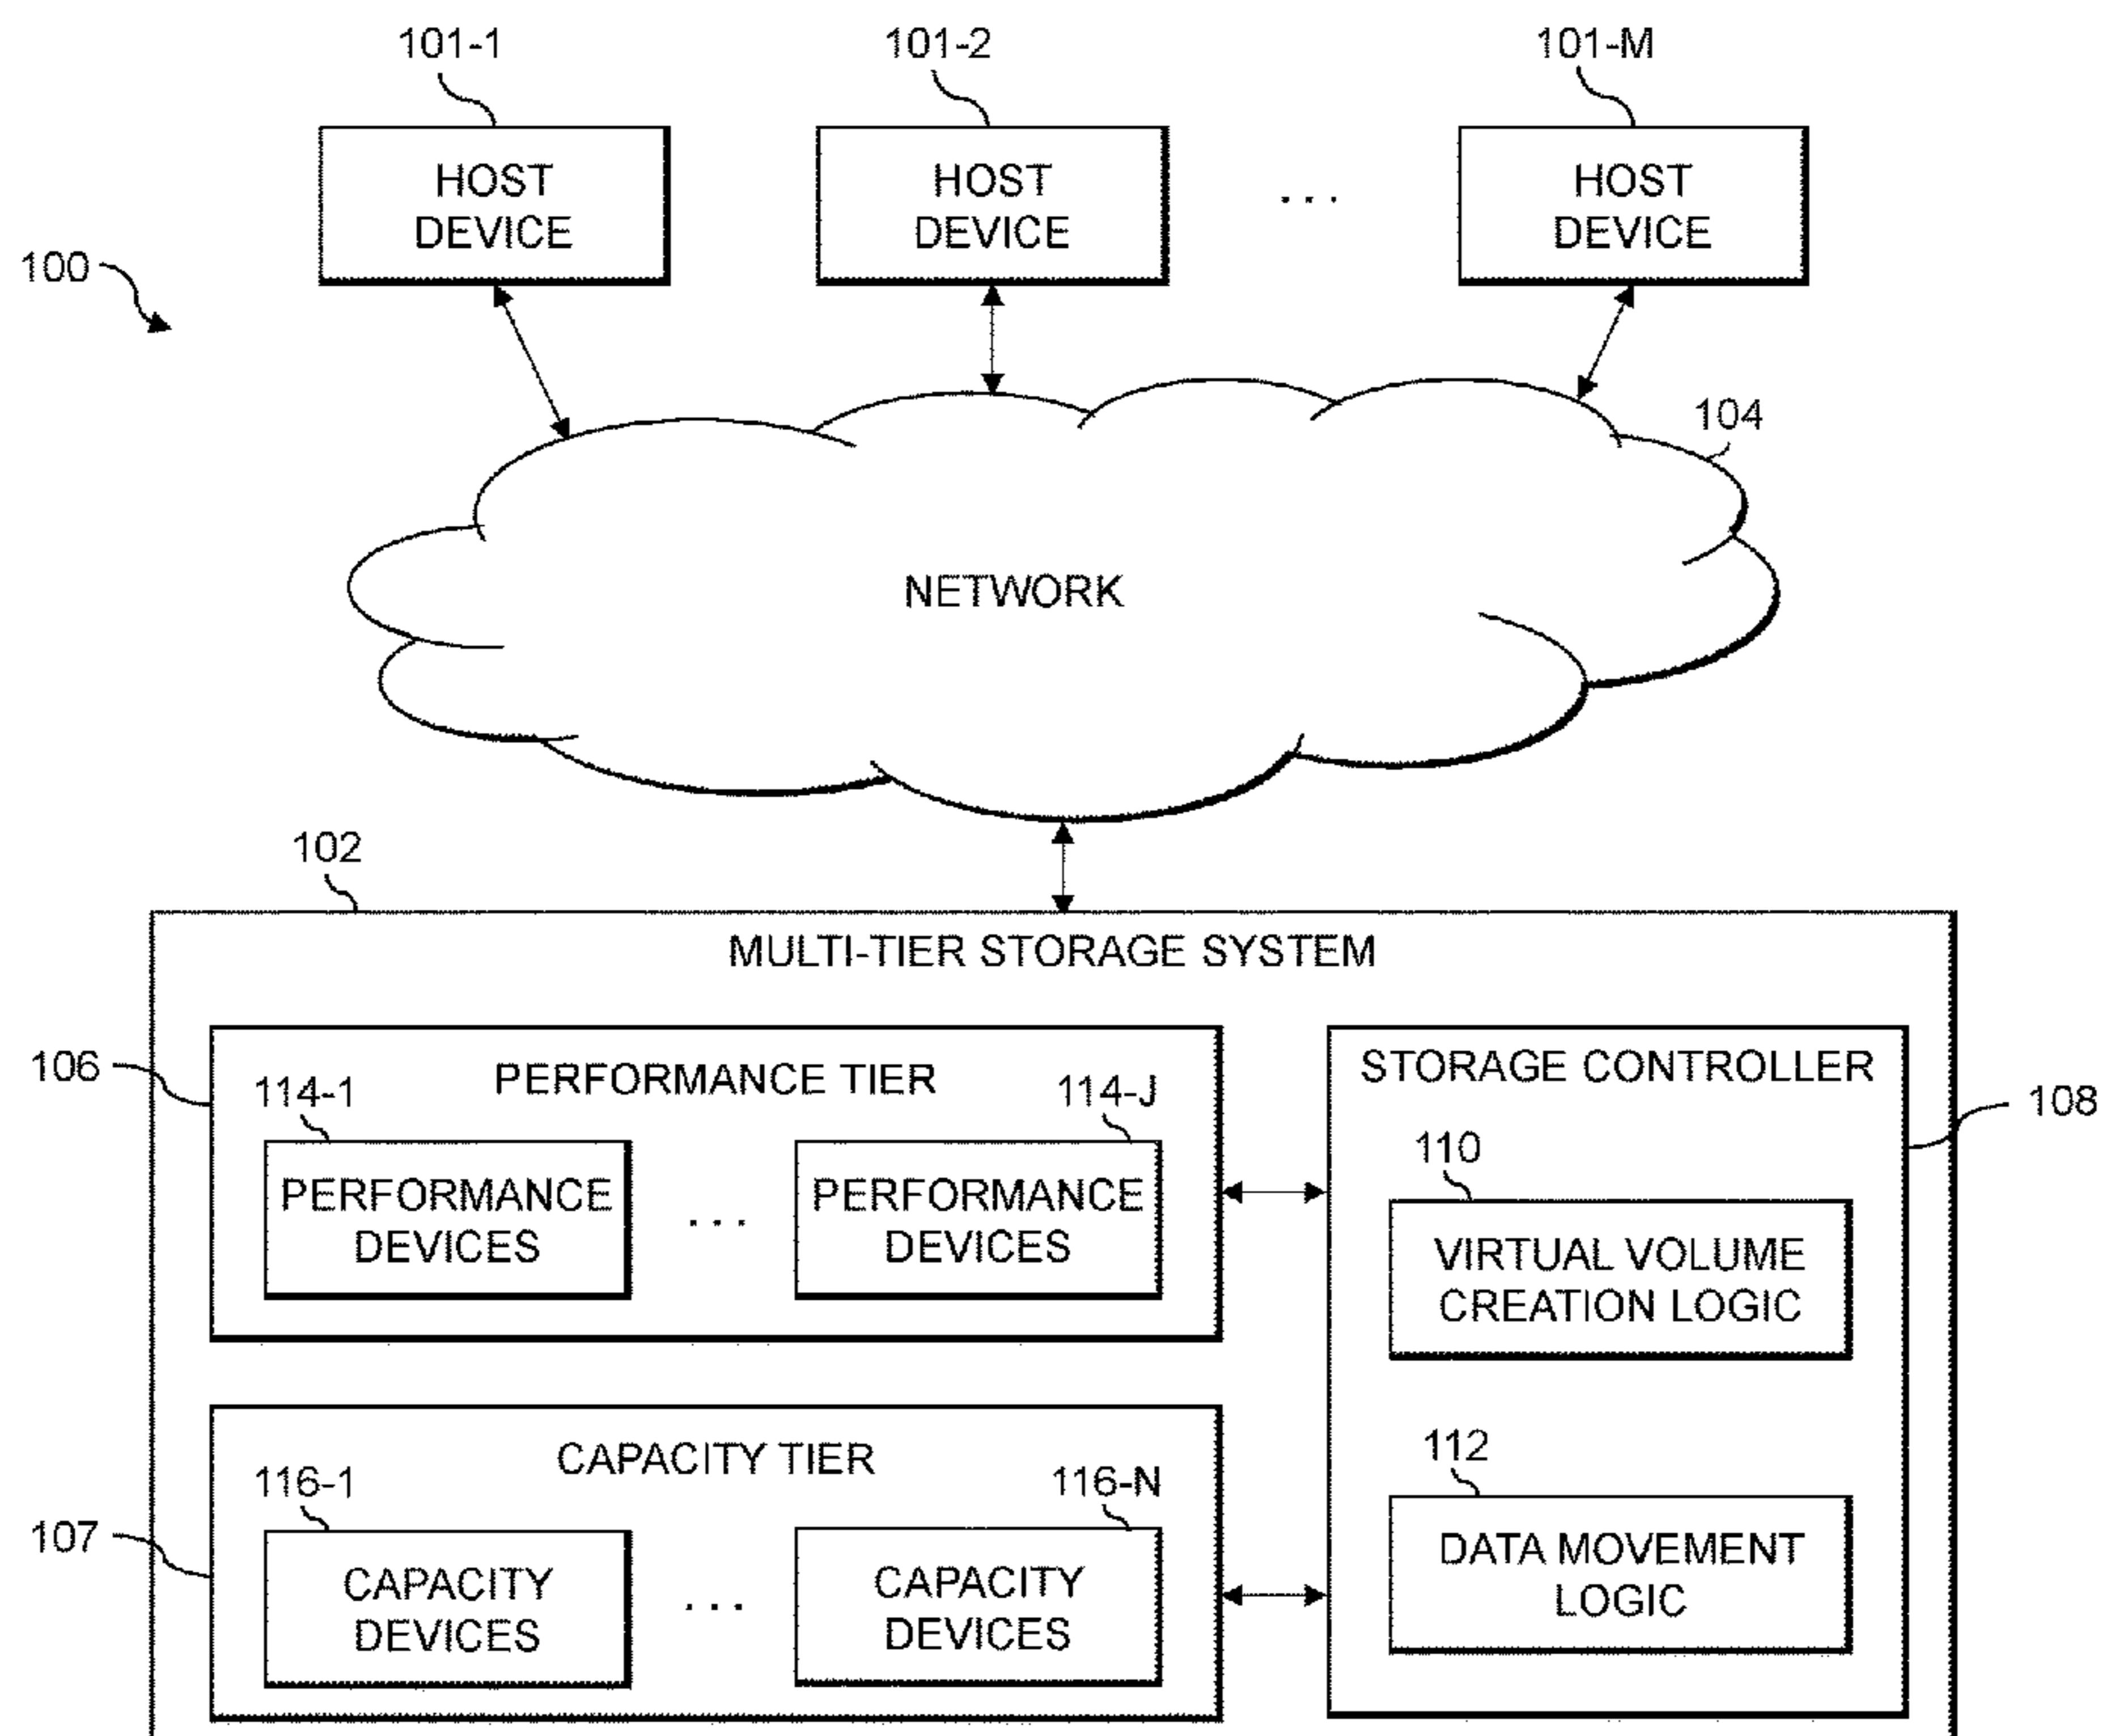 101-1
101-2
101-M
HOST
DEVICE
HOST
DEVICE
...
HOST
DEVICE
100
104
NETWORK
102
MULTI-TIER STORAGE SYSTEM
106
PERFORMANCE TIER
114-1
114-J
PERFORMANCE
DEVICES
...
PERFORMANCE
DEVICES
STORAGE CONTROLLER
108
110
VIRTUAL VOLUME
CREATION LOGIC
107
CAPACITY TIER
116-1
116-N
CAPACITY
DEVICES
...
CAPACITY
DEVICES
112
DATA MOVEMENT
LOGIC